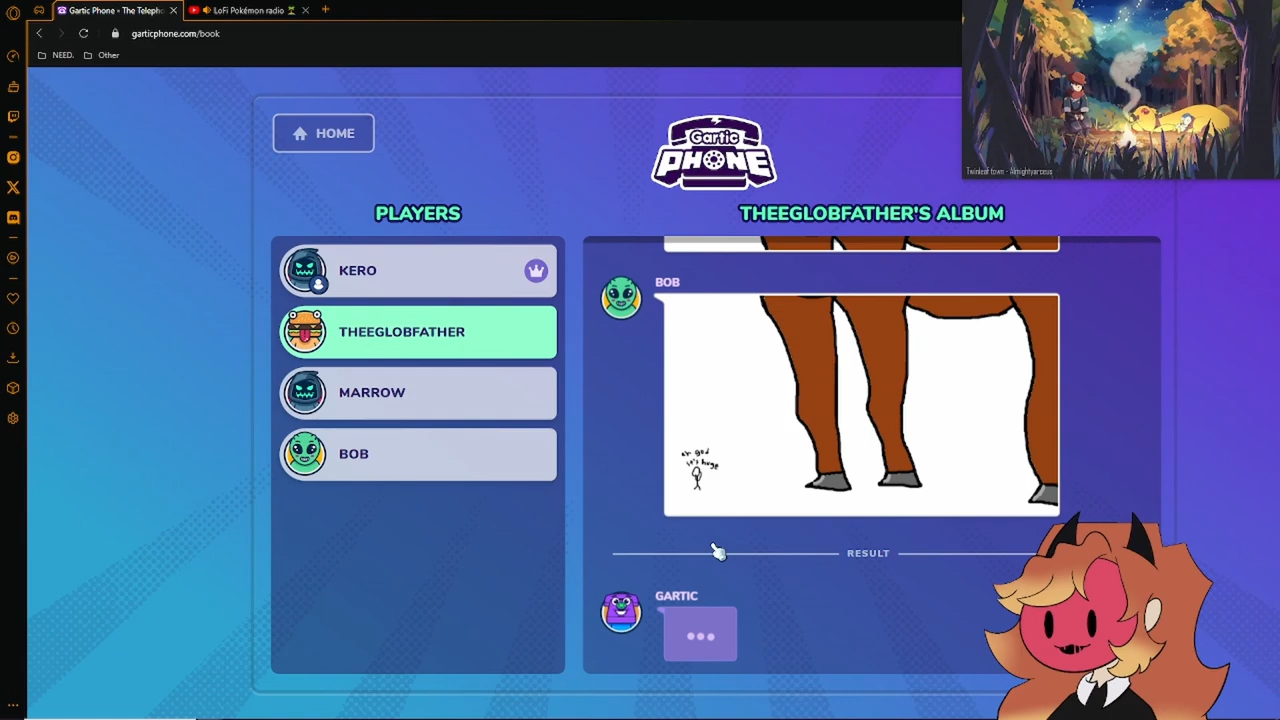 Gartic Phone • The Teleph
LoFi Pokémon radio
garticphone.com/book
NEED.
Other
Twinleaf town - Almightyarceus
HOME
Gartic
PHONE
PLAYERS
THEEGLOBFATHER'S ALBUM
KERO
THEEGLOBFATHER
MARROW
BOB
BOB
oh god
it's huge
RESULT
GARTIC